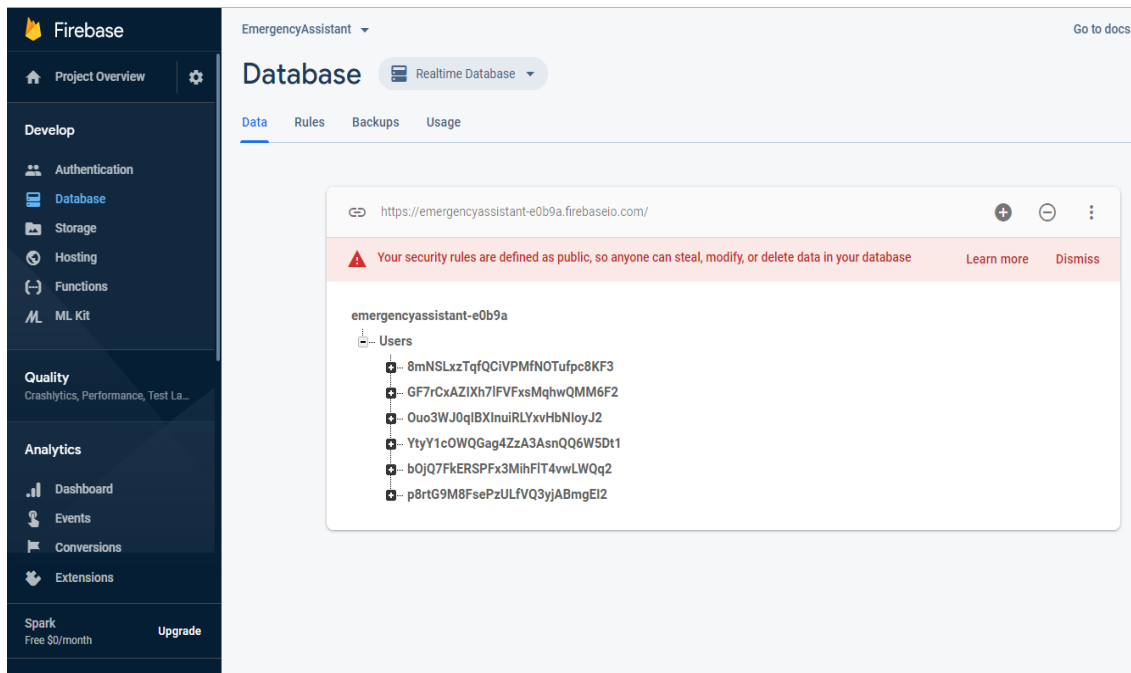 Firebase
Project Overview
Develop
Authentication
Database
Storage
Hosting
Functions
ML Kit
Quality
Crashlytics, Performance, Test La...
Analytics
Dashboard
Events
Conversions
Extensions
Spark
Free $0/month
Upgrade
EmergencyAssistant
Go to docs
Database
Realtime Database
Data Rules Backups Usage
https://emergencyassistant-e0b9a.firebaseio.com/
Your security rules are defined as public, so anyone can steal, modify, or delete data in your database Learn more Dismiss
emergencyassistant-e0b9a
Users
8mNSLxzTqfQCiVPMfNOTufpc8KF3
GF7rCxAZIXh7lFVFxsMqhwQMM6F2
Ouo3WJ0qIBXInuiRLYxvHbNIoyJ2
YtyY1cOWQGag4ZzA3AsnQQ6W5Dt1
bOjQ7FkERSPFx3MihFlT4vwLWQq2
p8rtG9M8FsePzULfVQ3yjABmgEI2